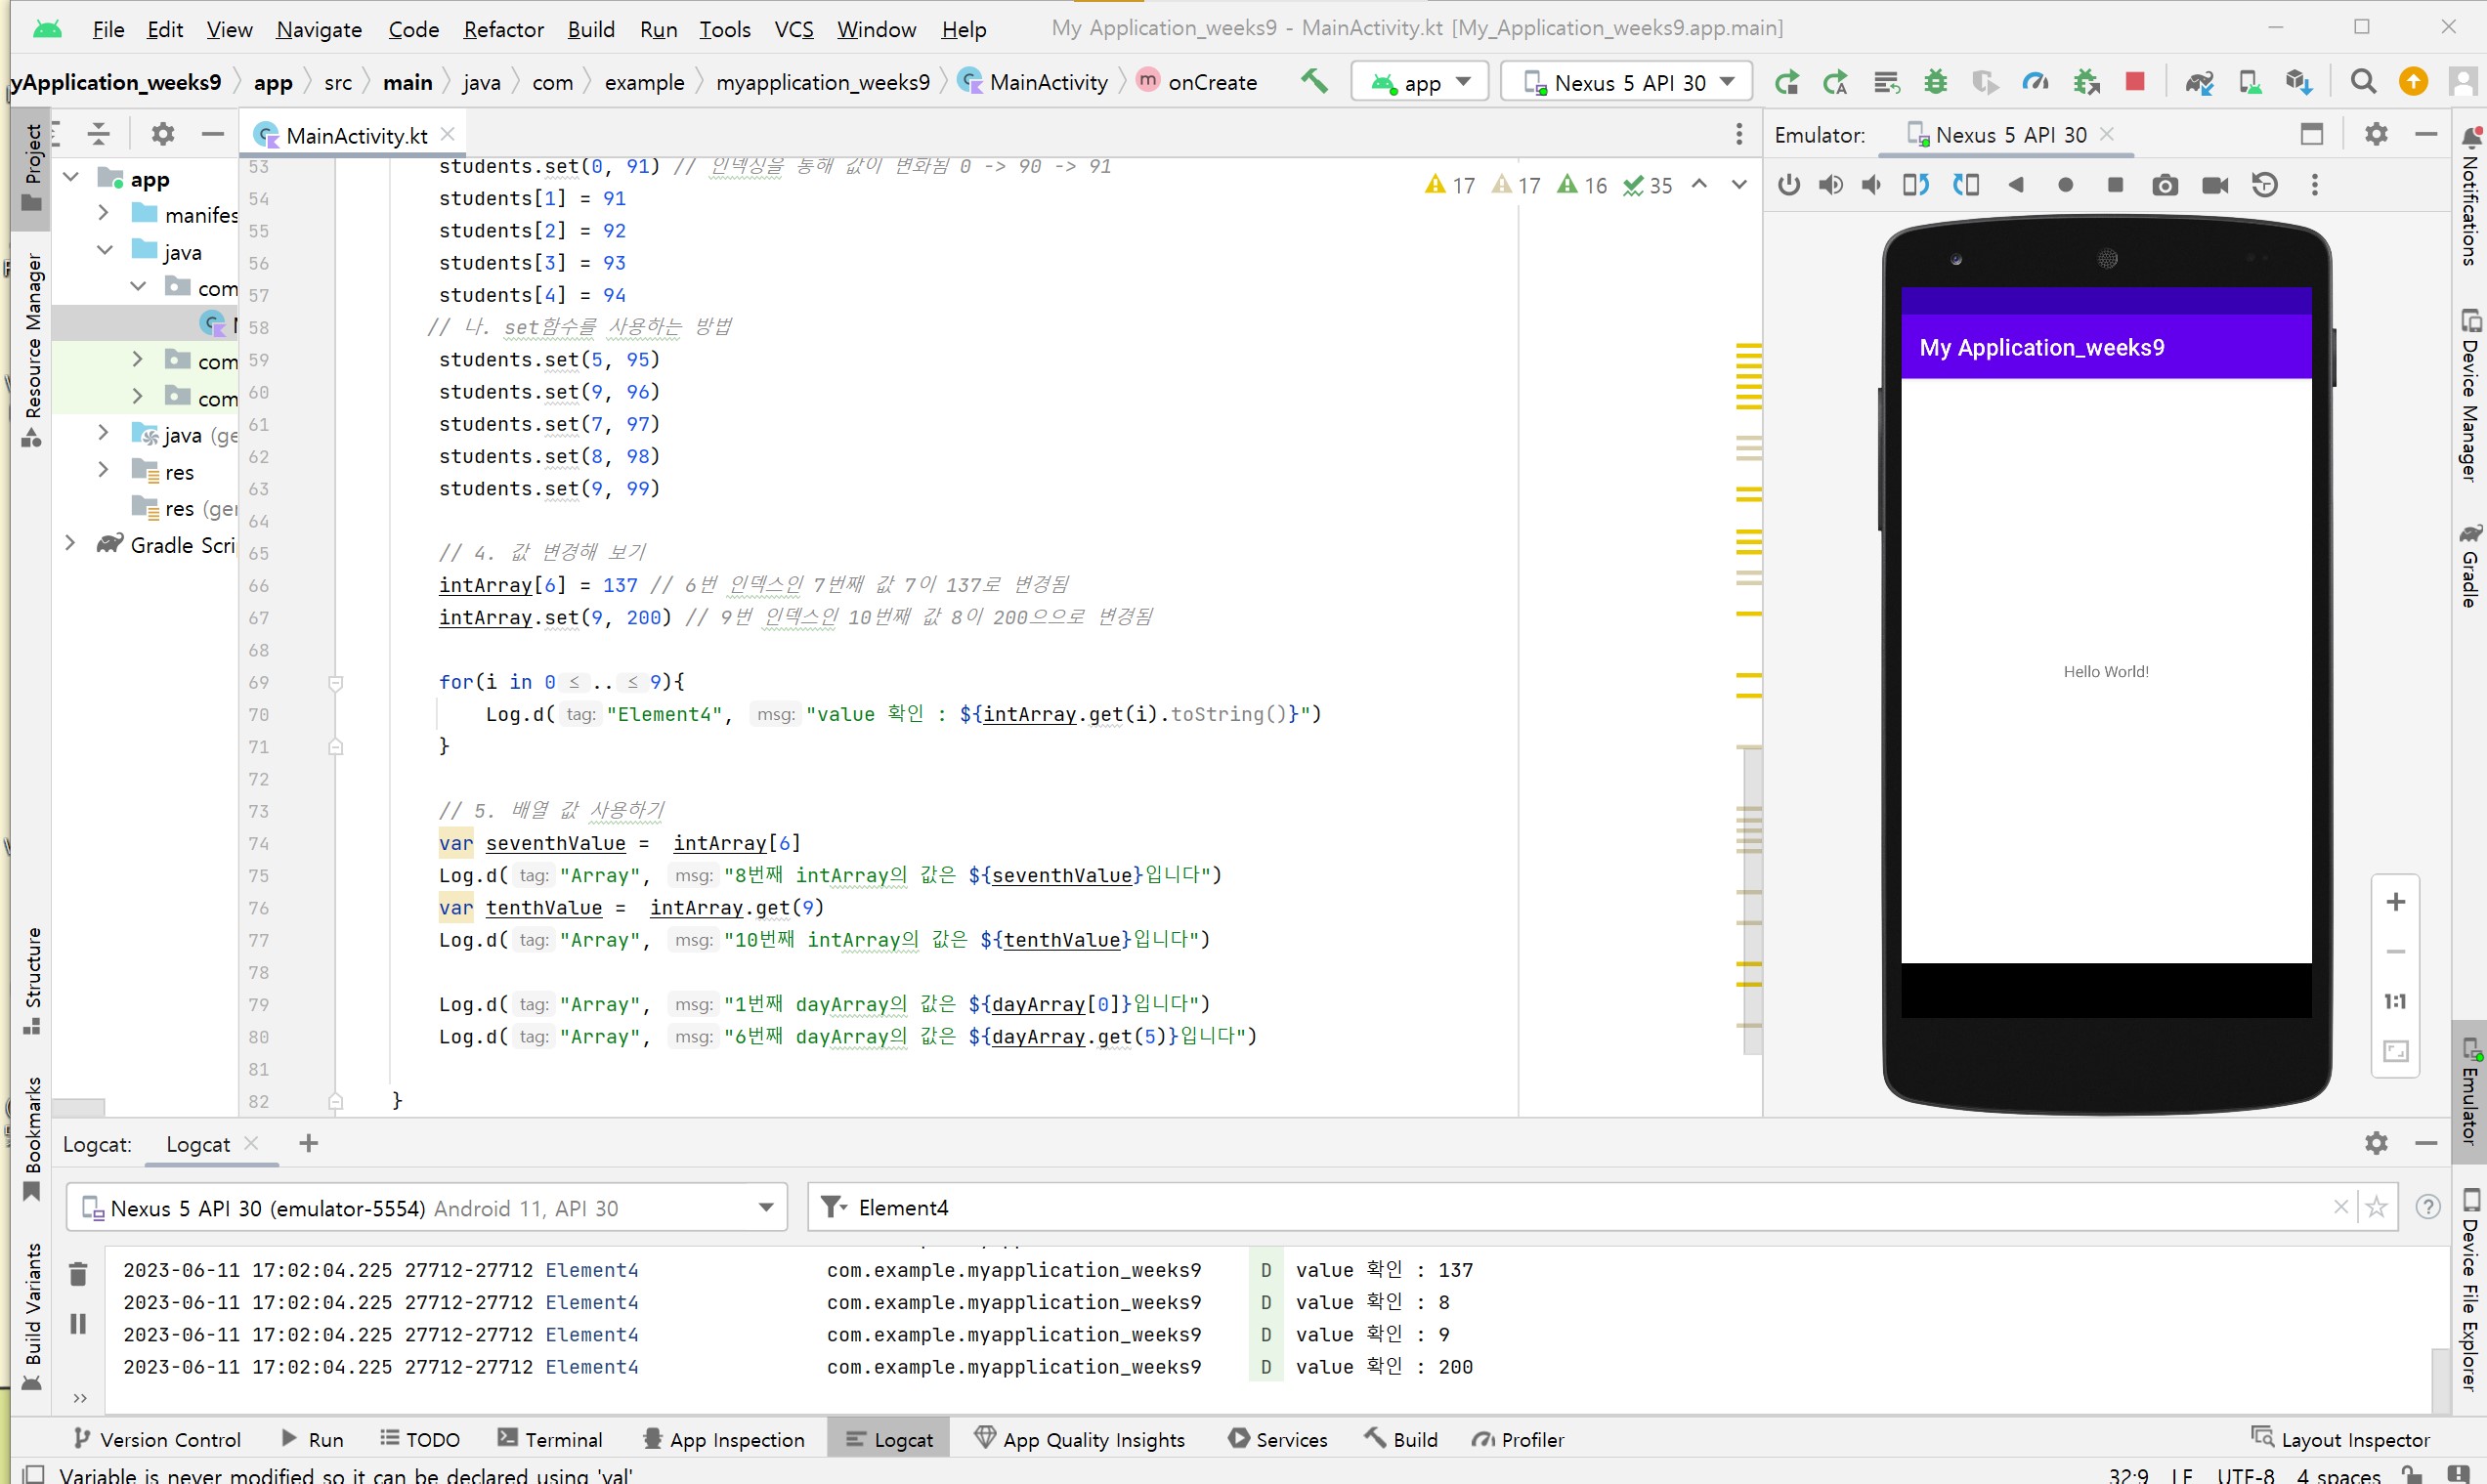 File Edit View Navigate Code Refactor Build Run Tools VCS Window Help My Application_weeks9 - MainActivity.kt [My_Application_weeks9.app.main]
yApplication_weeks9 app src main java com example myapplication_weeks9 MainActivity onCreate app Nexus 5 API 30
MainActivity.kt
Emulator: Nexus 5 API 30
17 17 16 35
Project
Resource Manager
Structure
Bookmarks
Build Variants
app
manifes
java
com
com
com
java (ge
res
res (ger
Gradle Scri
53 students.set(0, 91) // 인덱싱을 통해 값이 변화됨 0 -> 90 -> 91
54 students[1] = 91
55 students[2] = 92
56 students[3] = 93
57 students[4] = 94
58 // 나. set함수를 사용하는 방법
59 students.set(5, 95)
60 students.set(9, 96)
61 students.set(7, 97)
62 students.set(8, 98)
63 students.set(9, 99)
64
65 // 4. 값 변경해 보기
66 intArray[6] = 137 // 6번 인덱스인 7번째 값 7이 137로 변경됨
67 intArray.set(9, 200) // 9번 인덱스인 10번째 값 8이 200으으로 변경됨
68
69 for(i in 0 ≤ .. ≤ 9){
70 Log.d( tag: "Element4", msg: "value 확인 : ${intArray.get(i).toString()}")
71 }
72
73 // 5. 배열 값 사용하기
74 var seventhValue = intArray[6]
75 Log.d( tag: "Array", msg: "8번째 intArray의 값은 ${seventhValue}입니다")
76 var tenthValue = intArray.get(9)
77 Log.d( tag: "Array", msg: "10번째 intArray의 값은 ${tenthValue}입니다")
78
79 Log.d( tag: "Array", msg: "1번째 dayArray의 값은 ${dayArray[0]}입니다")
80 Log.d( tag: "Array", msg: "6번째 dayArray의 값은 ${dayArray.get(5)}입니다")
81
82 }
My Application_weeks9
Hello World!
1:1
Notifications
Device Manager
Gradle
Emulator
Device File Explorer
Logcat: Logcat
Nexus 5 API 30 (emulator-5554) Android 11, API 30 Element4
2023-06-11 17:02:04.225 27712-27712 Element4 com.example.myapplication_weeks9 D value 확인 : 137
2023-06-11 17:02:04.225 27712-27712 Element4 com.example.myapplication_weeks9 D value 확인 : 8
2023-06-11 17:02:04.225 27712-27712 Element4 com.example.myapplication_weeks9 D value 확인 : 9
2023-06-11 17:02:04.225 27712-27712 Element4 com.example.myapplication_weeks9 D value 확인 : 200
Version Control Run TODO Terminal App Inspection Logcat App Quality Insights Services Build Profiler Layout Inspector
Variable is never modified so it can be declared using 'val' 32:9 LF UTF-8 4 spaces